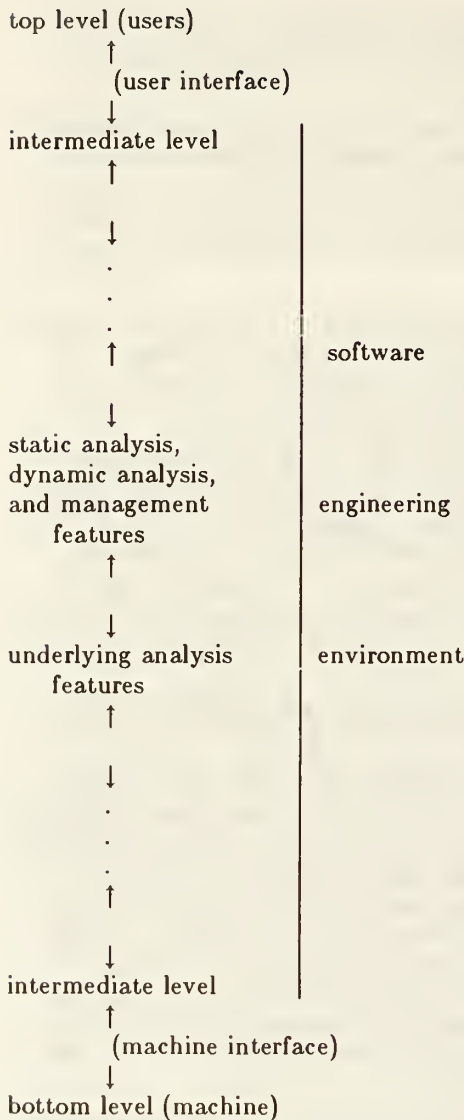 top level (users)
↑
(user interface)
↓
intermediate level
↑
↓
.
.
.
↑
software
↓
static analysis,
dynamic analysis,
and management engineering
features
↑
↓
underlying analysis environment
features
↑
↓
.
.
.
↑
↓
intermediate level
↑
(machine interface)
↓
bottom level (machine)